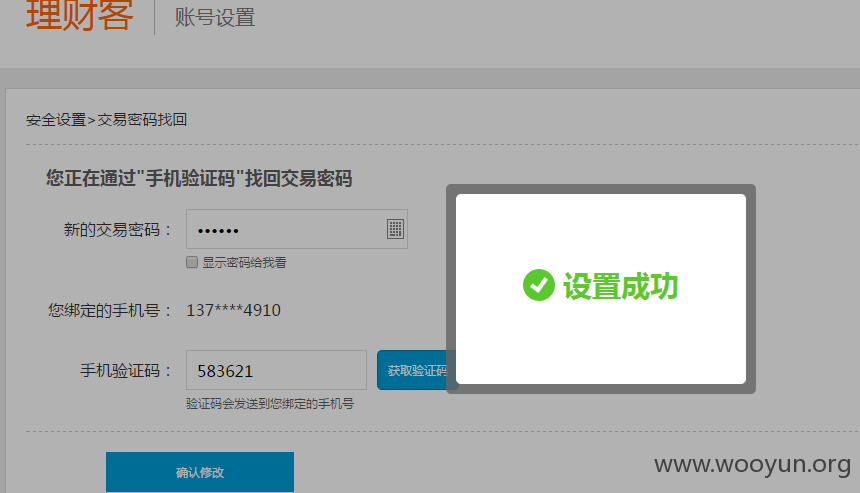 理财客 账号设置
安全设置>交易密码找回
您正在通过"手机验证码"找回交易密码
新的交易密码： ••••••
显示密码给我看
设置成功
您绑定的手机号： 137****4910
手机验证码： 583621 获取验证码
验证码会发送到您绑定的手机号
确认修改
www.wooyun.org